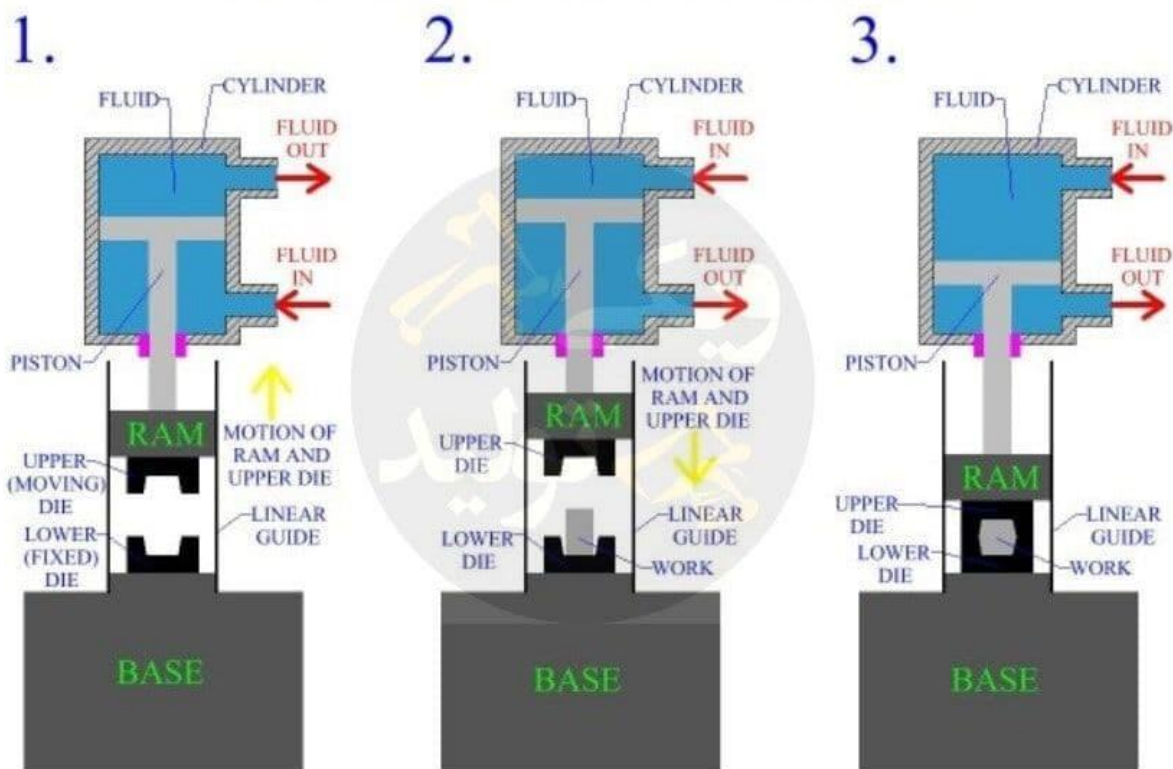 1.
CYLINDER
FLUID
FLUID
OUT
FLUID
IN
PISTON
RAM
MOTION OF
RAM AND
UPPER DIE
UPPER
(MOVING)
DIE
LOWER
(FIXED)
DIE
LINEAR
GUIDE
BASE
2.
CYLINDER
FLUID
FLUID
IN
FLUID
OUT
PISTON
MOTION OF
RAM AND
UPPER DIE
RAM
UPPER
DIE
LOWER
DIE
LINEAR
GUIDE
WORK
BASE
3.
CYLINDER
FLUID
FLUID
IN
FLUID
OUT
PISTON
RAM
UPPER
DIE
LOWER
DIE
LINEAR
GUIDE
WORK
BASE
ویکی
تولید